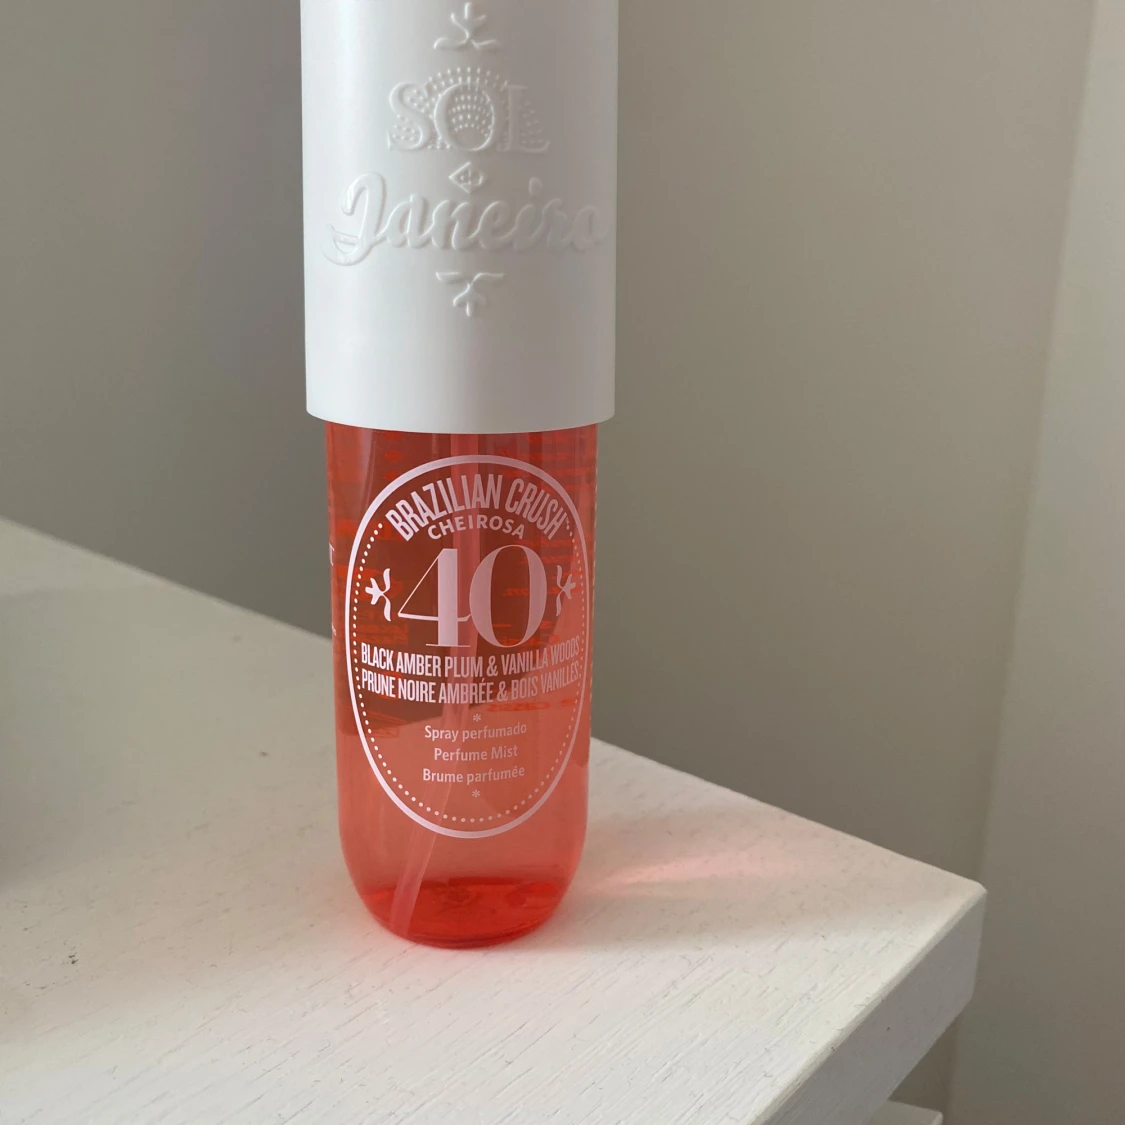 SOL
de
Janeiro
BRAZILIAN CRUSH
CHEIROSA
40
BLACK AMBER PLUM & VANILLA WOODS
PRUNE NOIRE AMBRÉE & BOIS VANILLÉS
Spray perfumado
Perfume Mist
Brume parfumée